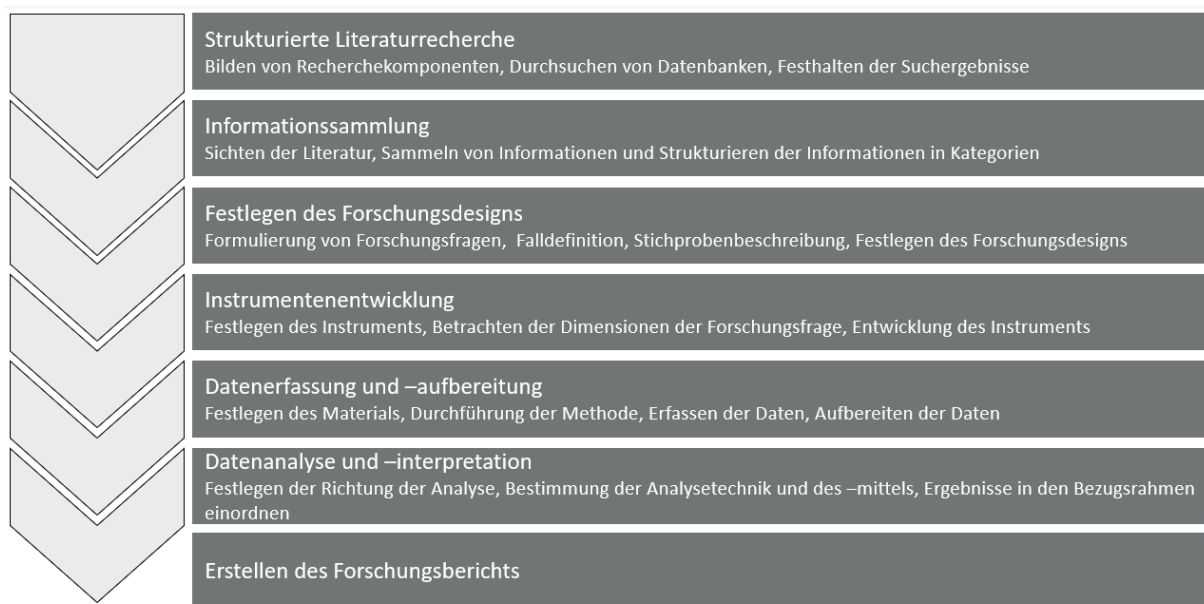 Strukturierte Literaturrecherche
Bilden von Recherchekomponenten, Durchsuchen von Datenbanken, Festhalten der Suchergebnisse
Informationssammlung
Sichten der Literatur, Sammeln von Informationen und Strukturieren der Informationen in Kategorien
Festlegen des Forschungsdesigns
Formulierung von Forschungsfragen,  Falldefinition, Stichprobenbeschreibung, Festlegen des Forschungsdesigns
Instrumentenentwicklung
Festlegen des Instruments, Betrachten der Dimensionen der Forschungsfrage, Entwicklung des Instruments
Datenerfassung und –aufbereitung
Festlegen des Materials, Durchführung der Methode, Erfassen der Daten, Aufbereiten der Daten
Datenanalyse und –interpretation
Festlegen der Richtung der Analyse, Bestimmung der Analysetechnik und des –mittels, Ergebnisse in den Bezugsrahmen
einordnen
Erstellen des Forschungsberichts